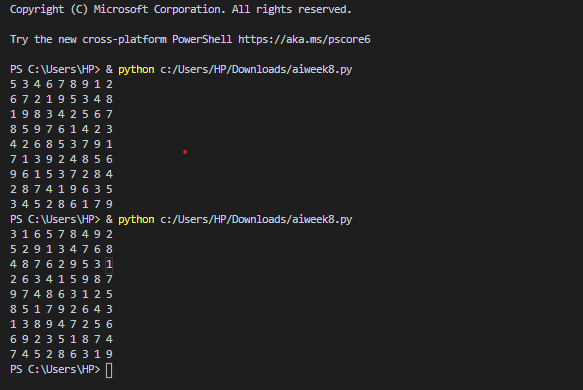 Copyright (C) Microsoft Corporation. All rights reserved.
Try the new cross-platform PowerShell https://aka.ms/pscore6
PS C:\Users\HP> & python c:/Users/HP/Downloads/aiweek8.py
5 3 4 6 7 8 9 1 2
6 7 2 1 9 5 3 4 8
1 9 8 3 4 2 5 6 7
8 5 9 7 6 1 4 2 3
4 2 6 8 5 3 7 9 1
7 1 3 9 2 4 8 5 6
9 6 1 5 3 7 2 8 4
2 8 7 4 1 9 6 3 5
3 4 5 2 8 6 1 7 9
PS C:\Users\HP> & python c:/Users/HP/Downloads/aiweek8.py
3 1 6 5 7 8 4 9 2
5 2 9 1 3 4 7 6 8
4 8 7 6 2 9 5 3 1
2 6 3 4 1 5 9 8 7
9 7 4 8 6 3 1 2 5
8 5 1 7 9 2 6 4 3
1 3 8 9 4 7 2 5 6
6 9 2 3 5 1 8 7 4
7 4 5 2 8 6 3 1 9
PS C:\Users\HP>